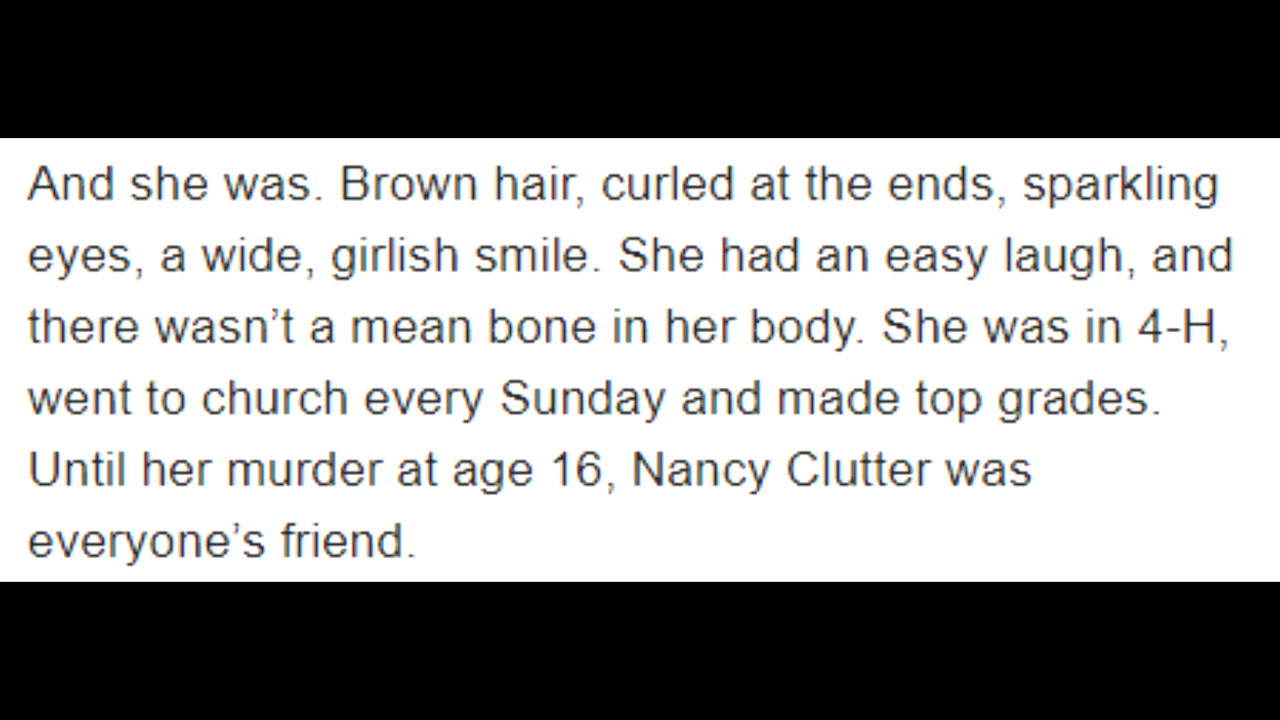 And she was. Brown hair, curled at the ends, sparkling
eyes, a wide, girlish smile. She had an easy laugh, and
there wasn’t a mean bone in her body. She was in 4-H,
went to church every Sunday and made top grades.
Until her murder at age 16, Nancy Clutter was
everyone’s friend.